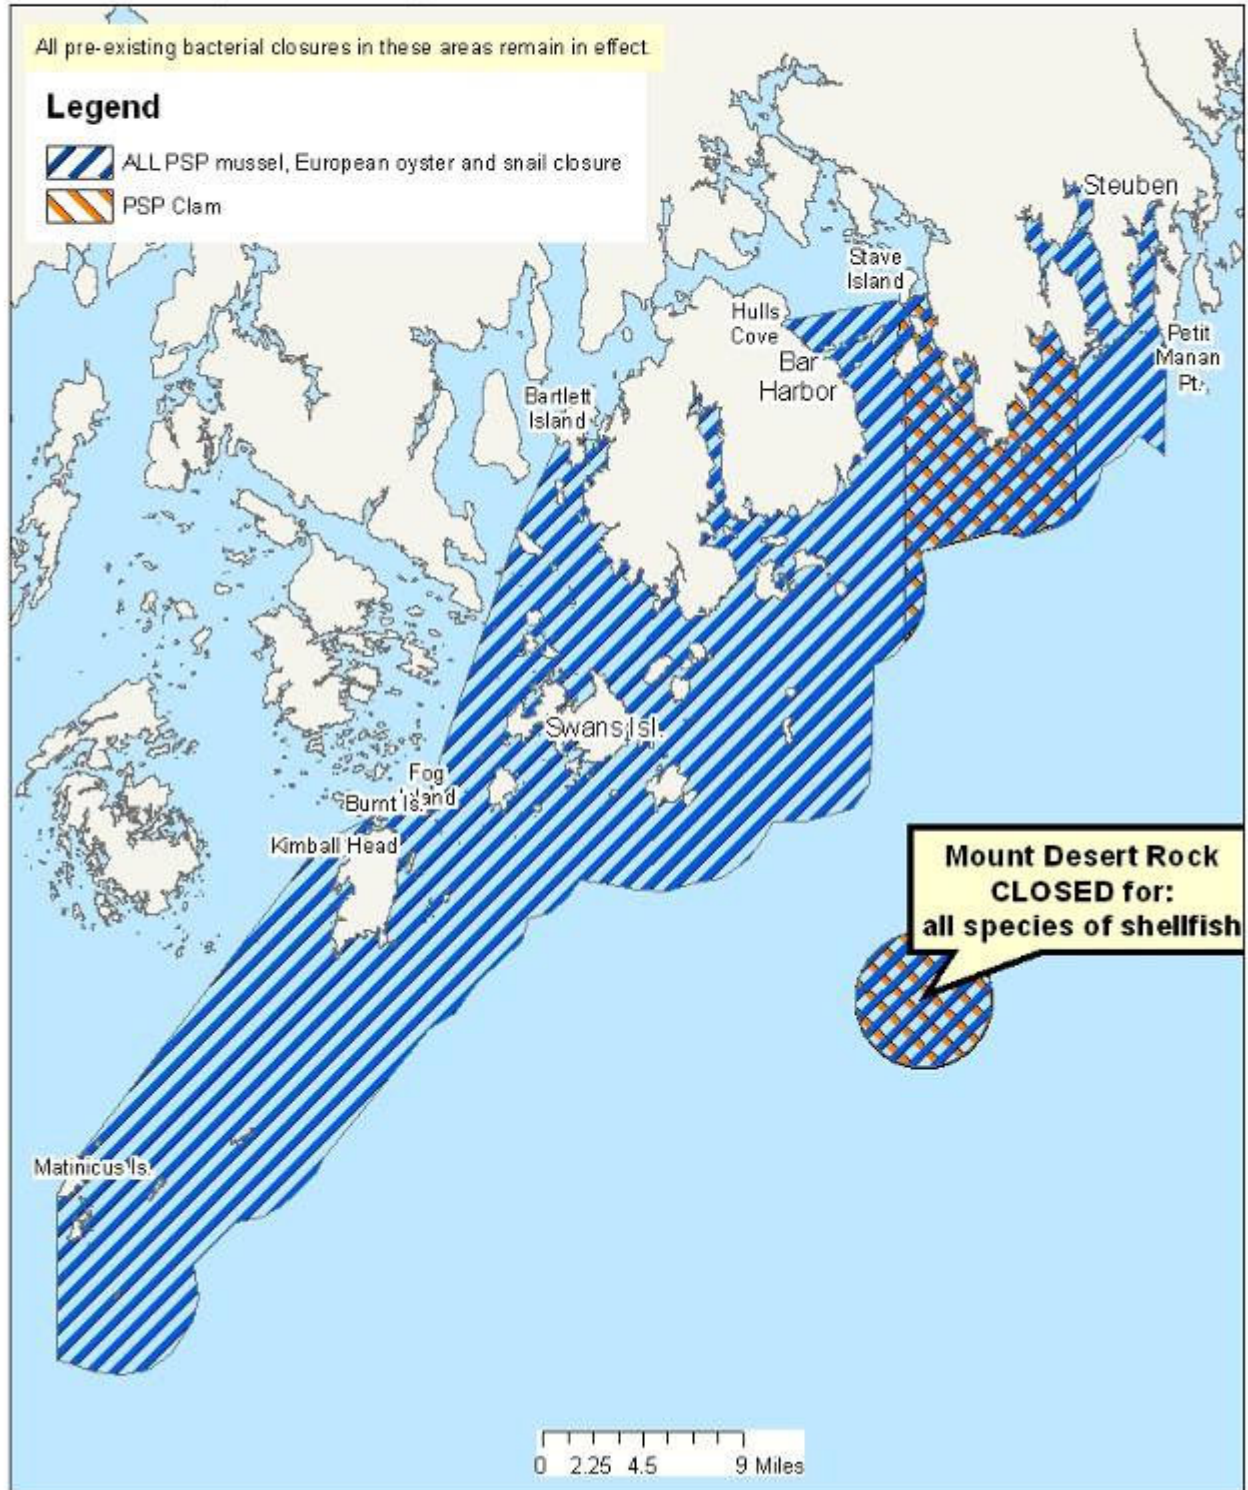 All pre-existing bacterial closures in these areas remain in effect.
Legend
ALL PSP mussel, European oyster and snail closure
PSP Clam
Steuben
Stave
Island
Hulls
Cove
Bar
Harbor
Petit
Manan
Pt.
Bartlett
Island
Swans Isl.
Fog
Island
Burnt Is.
Kimball Head
Mount Desert Rock
CLOSED for:
all species of shellfish
Matinicus Is.
0 2.25 4.5 9 Miles